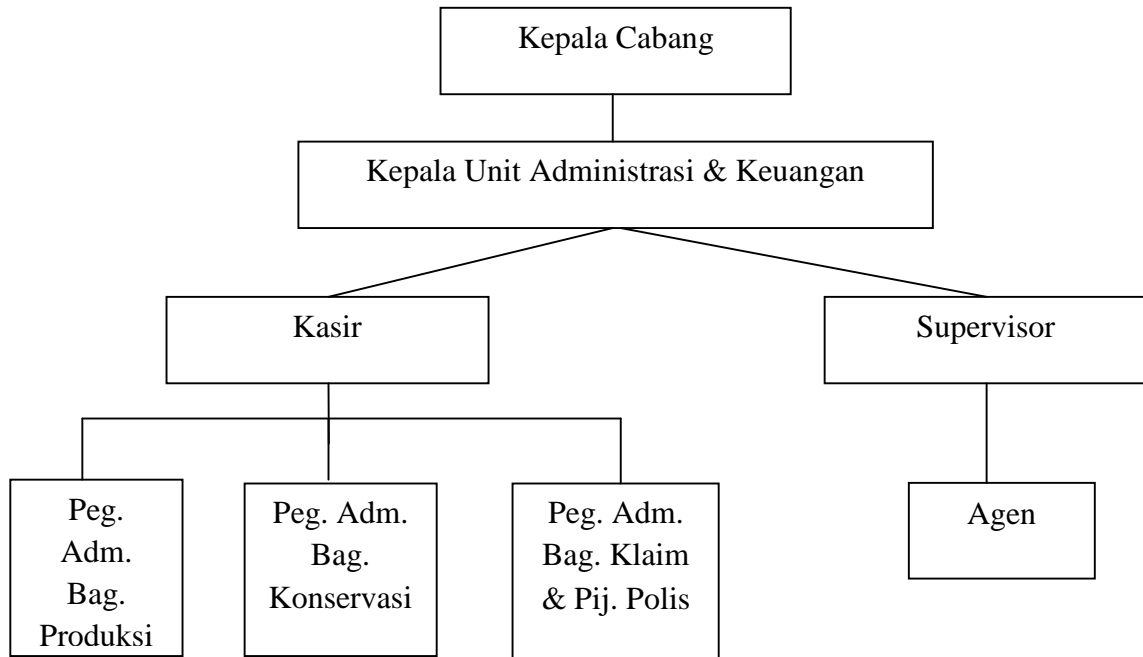 Kepala Cabang
Kepala Unit Administrasi & Keuangan
Kasir
Supervisor
Peg.
Adm.
Bag.
Produksi
Peg. Adm.
Bag.
Konservasi
Peg. Adm.
Bag. Klaim
& Pij. Polis
Agen